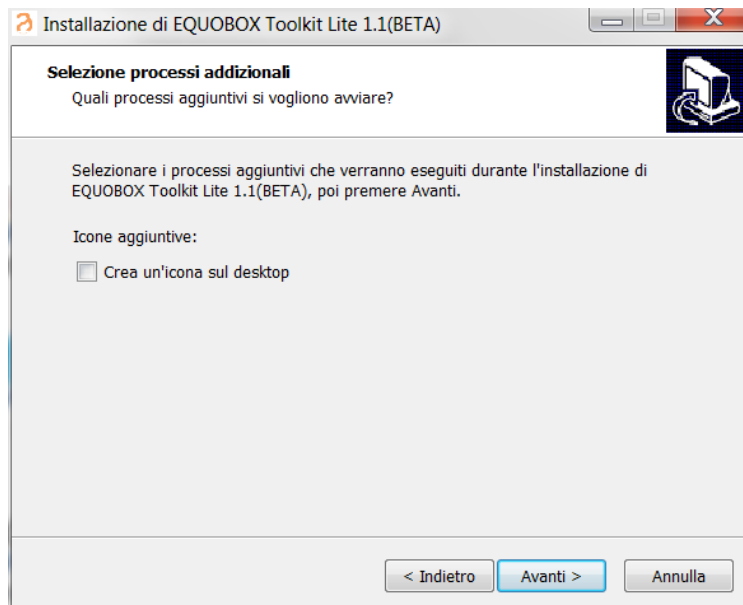 Installazione di EQUOBOX Toolkit Lite 1.1(BETA)
Selezione processi addizionali
Quali processi aggiuntivi si vogliono avviare?
Selezionare i processi aggiuntivi che verranno eseguiti durante l'installazione di
EQUOBOX Toolkit Lite 1.1(BETA), poi premere Avanti.
Icone aggiuntive:
Crea un'icona sul desktop
< Indietro
Avanti >
Annulla